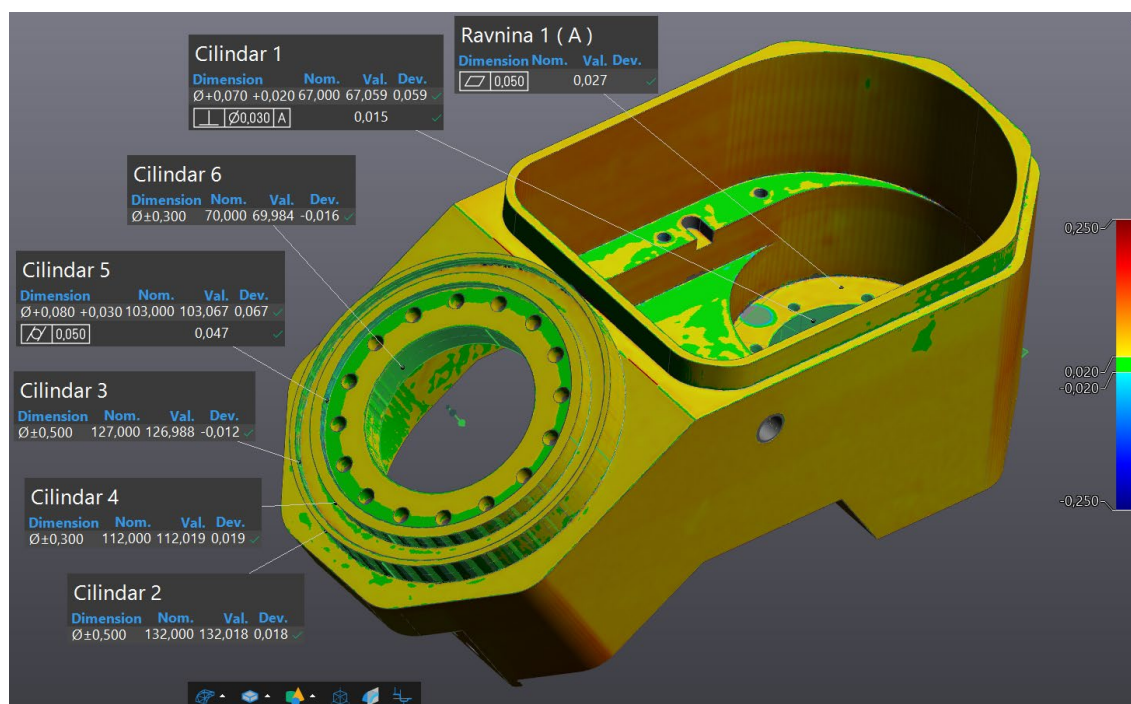 Cilindar 1
Dimension Nom. Val. Dev.
Ø+0,070 +0,020 67,000 67,059 0,059 ✓
⊥ Ø0,030 A 0,015 ✓
Ravnina 1 ( A )
Dimension Nom. Val. Dev.
⏥ 0,050 0,027 ✓
Cilindar 6
Dimension Nom. Val. Dev.
Ø±0,300 70,000 69,984 -0,016 ✓
Cilindar 5
Dimension Nom. Val. Dev.
Ø+0,080 +0,030 103,000 103,067 0,067 ✓
⌭ 0,050 0,047 ✓
Cilindar 3
Dimension Nom. Val. Dev.
Ø±0,500 127,000 126,988 -0,012 ✓
Cilindar 4
Dimension Nom. Val. Dev.
Ø±0,300 112,000 112,019 0,019 ✓
Cilindar 2
Dimension Nom. Val. Dev.
Ø±0,500 132,000 132,018 0,018 ✓
0,250
0,020
-0,020
-0,250